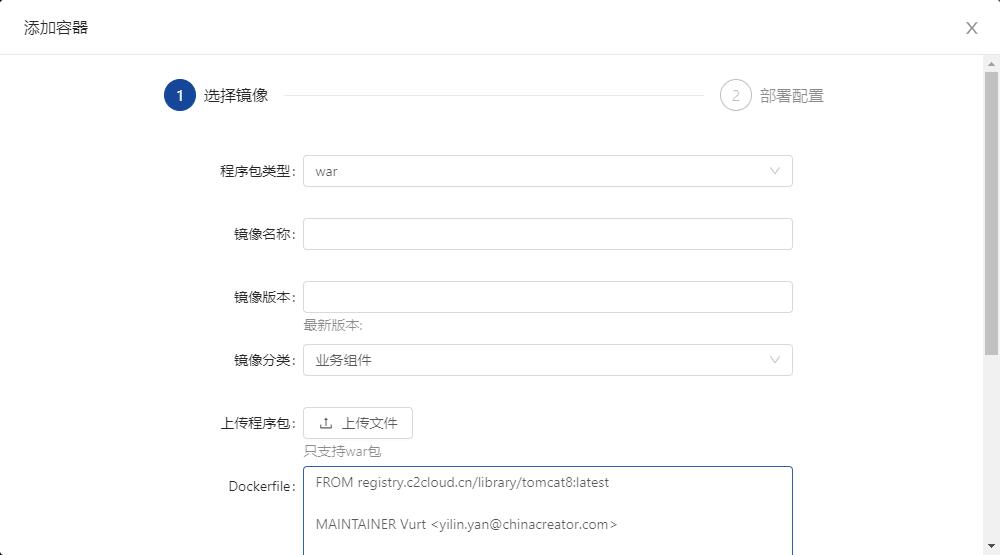 添加容器
1 选择镜像 2 部署配置
程序包类型: war
镜像名称:
镜像版本:
最新版本:
镜像分类: 业务组件
上传程序包: 上传文件
只支持war包
Dockerfile: FROM registry.c2cloud.cn/library/tomcat8:latest
MAINTAINER Vurt <yilin.yan@chinacreator.com>